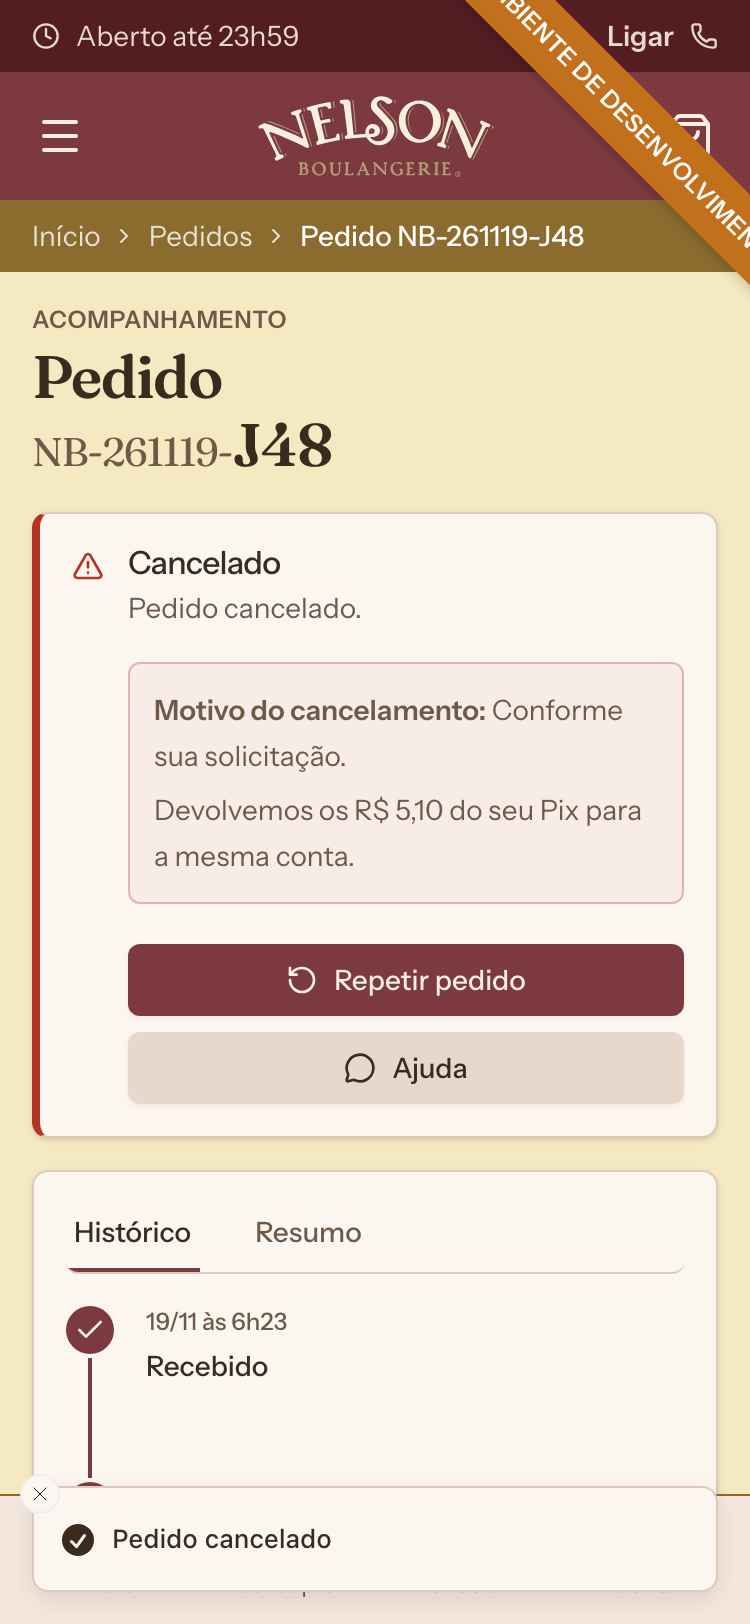 Aberto até 23h59
Ligar
DE DESENVOLVIMEN
NELSON
BOULANGERIE
Início > Pedidos > Pedido NB-261119-J48
ACOMPANHAMENTO
Pedido
NB-261119-J48
Cancelado
Pedido cancelado.
Motivo do cancelamento: Conforme
sua solicitação.
Devolvemos os R$ 5,10 do seu Pix para
a mesma conta.
Repetir pedido
Ajuda
Histórico
Resumo
19/11 às 6h23
Recebido
Pedido cancelado